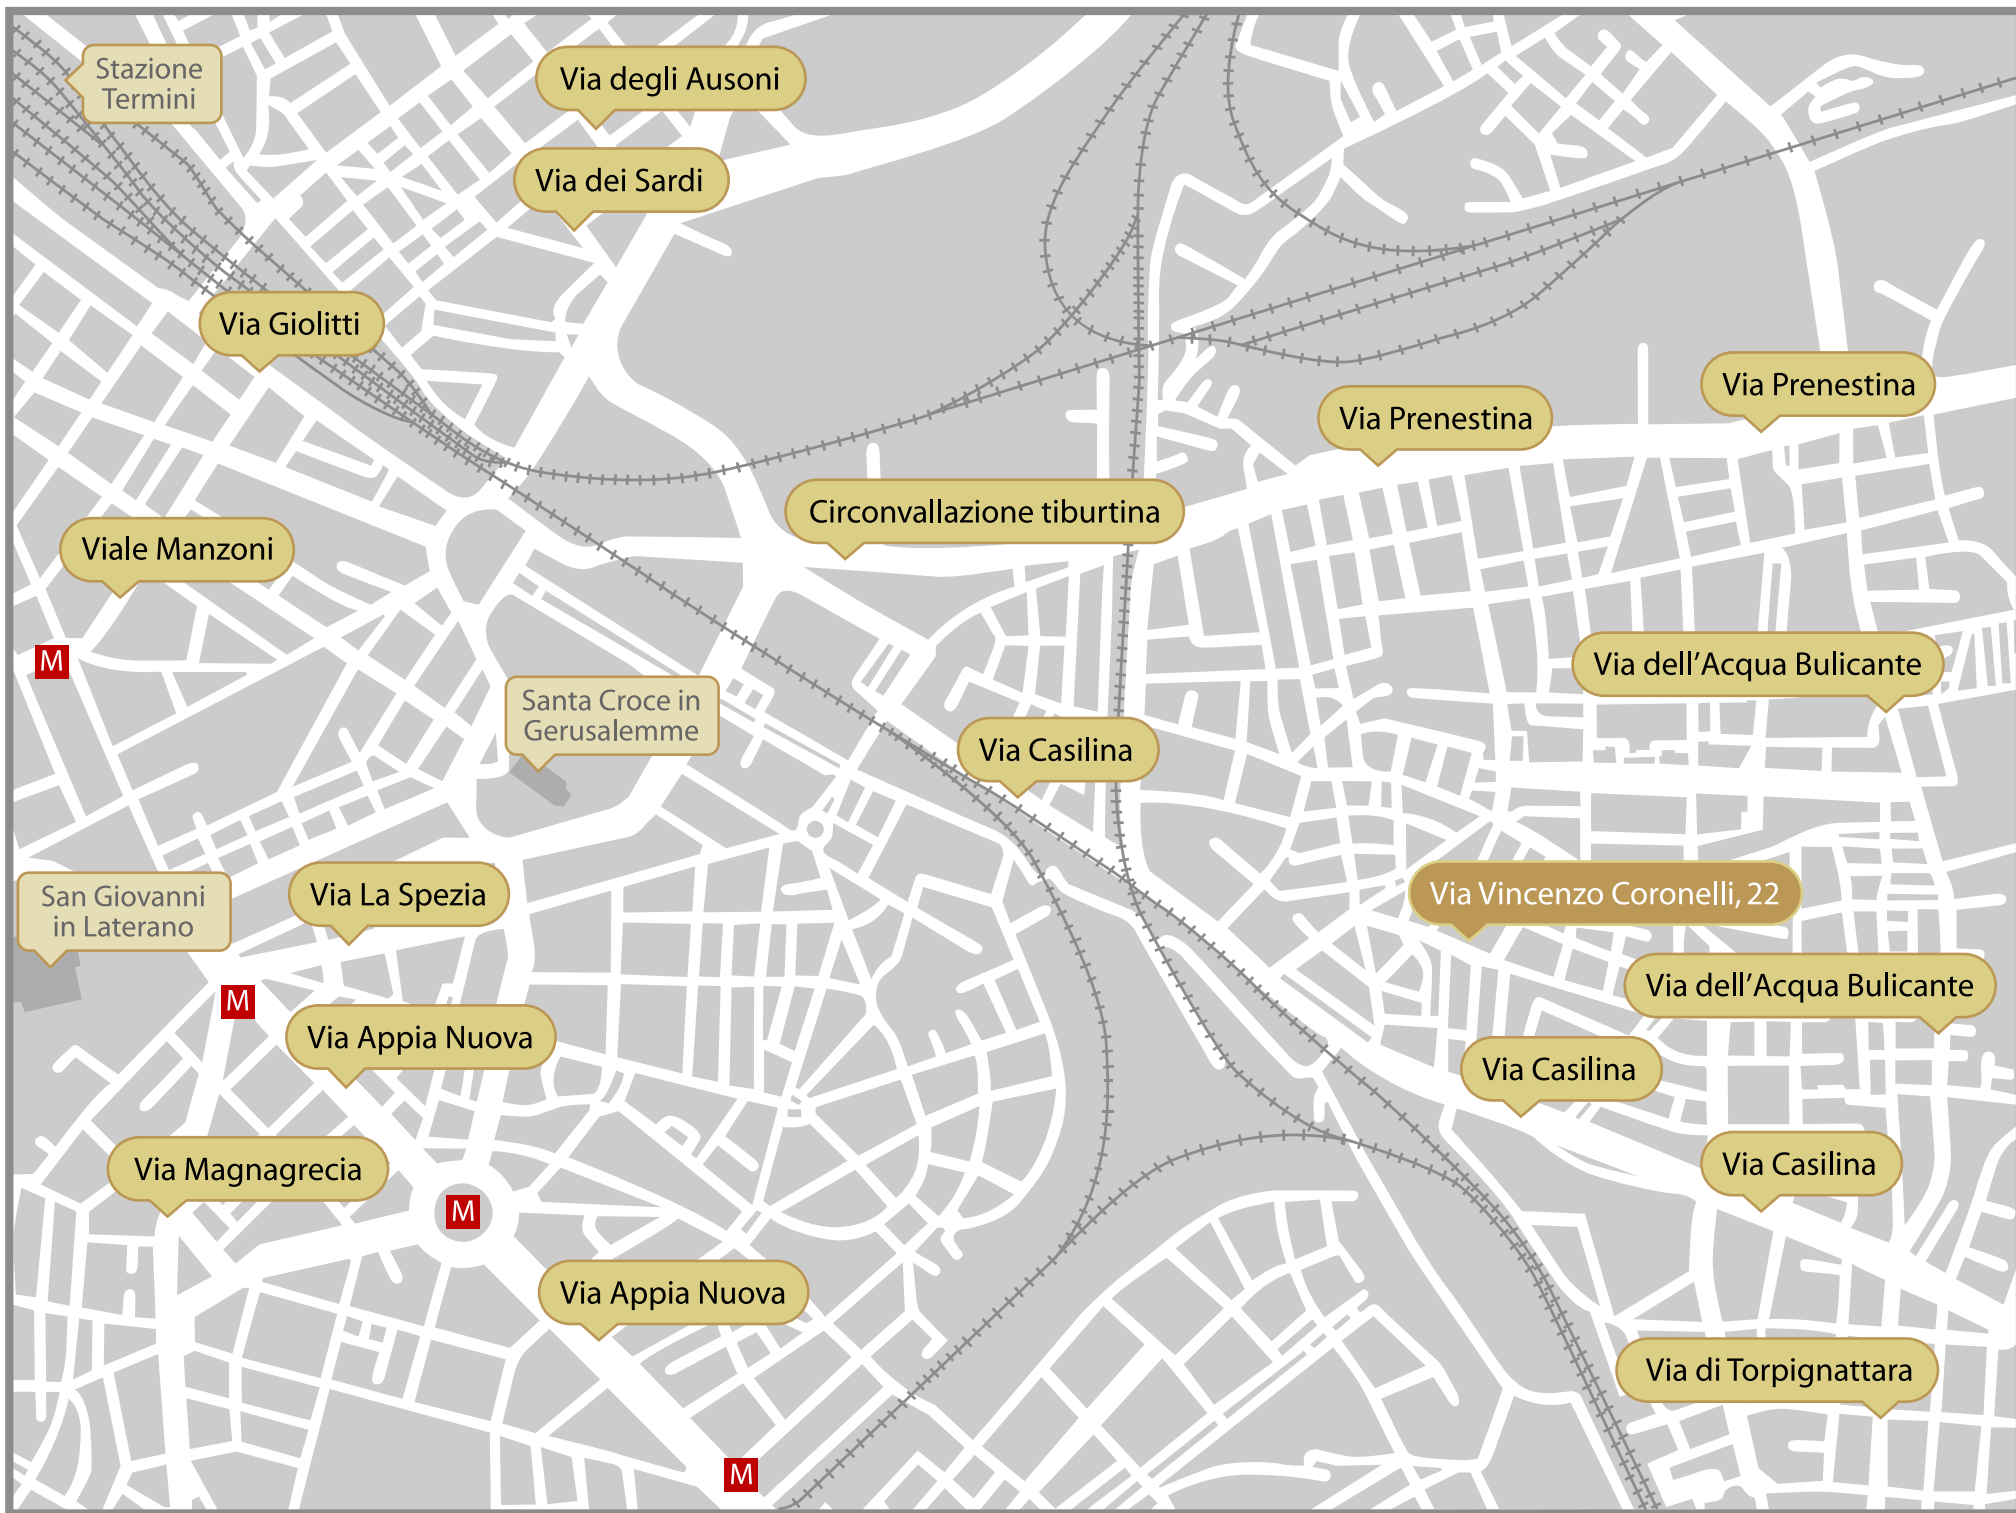 Stazione
Termini
Via degli Ausoni
Via dei Sardi
Via Giolitti
Via Prenestina
Via Prenestina
Circonvallazione tiburtina
Viale Manzoni
M
Via dell'Acqua Bulicante
Santa Croce in
Gerusalemme
Via Casilina
San Giovanni
in Laterano
Via La Spezia
Via Vincenzo Coronelli, 22
M
Via dell'Acqua Bulicante
Via Appia Nuova
Via Casilina
Via Magnagrecia
Via Casilina
M
Via Appia Nuova
Via di Torpignattara
M